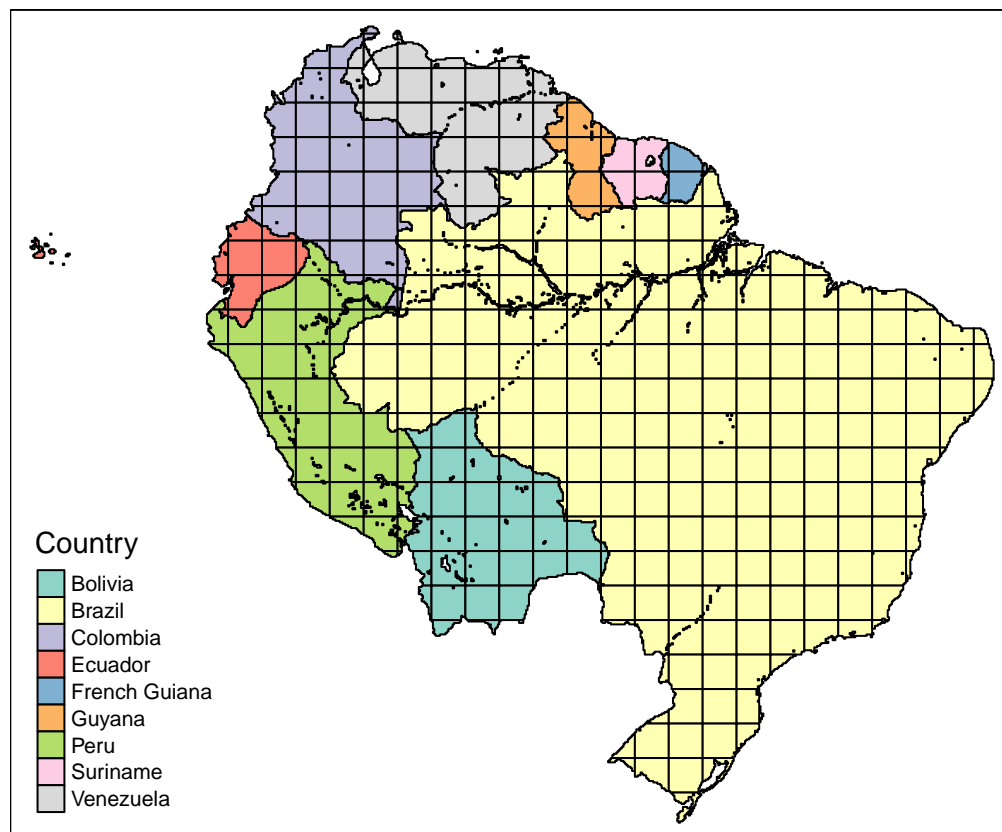 Country
Bolivia
Brazil
Colombia
Ecuador
French Guiana
Guyana
Peru
Suriname
Venezuela